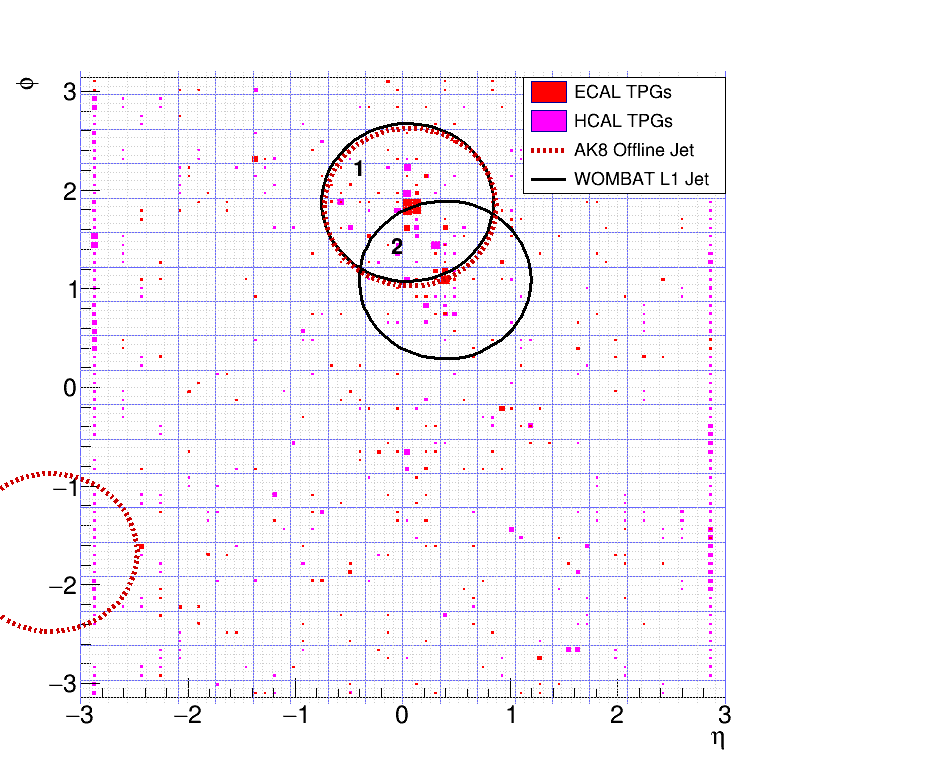 ϕ
3
2
1
0
−1
−2
−3
ECAL TPGs
HCAL TPGs
AK8 Offline Jet
WOMBAT L1 Jet
1
2
−3 −2 −1 0 1 2 3
η